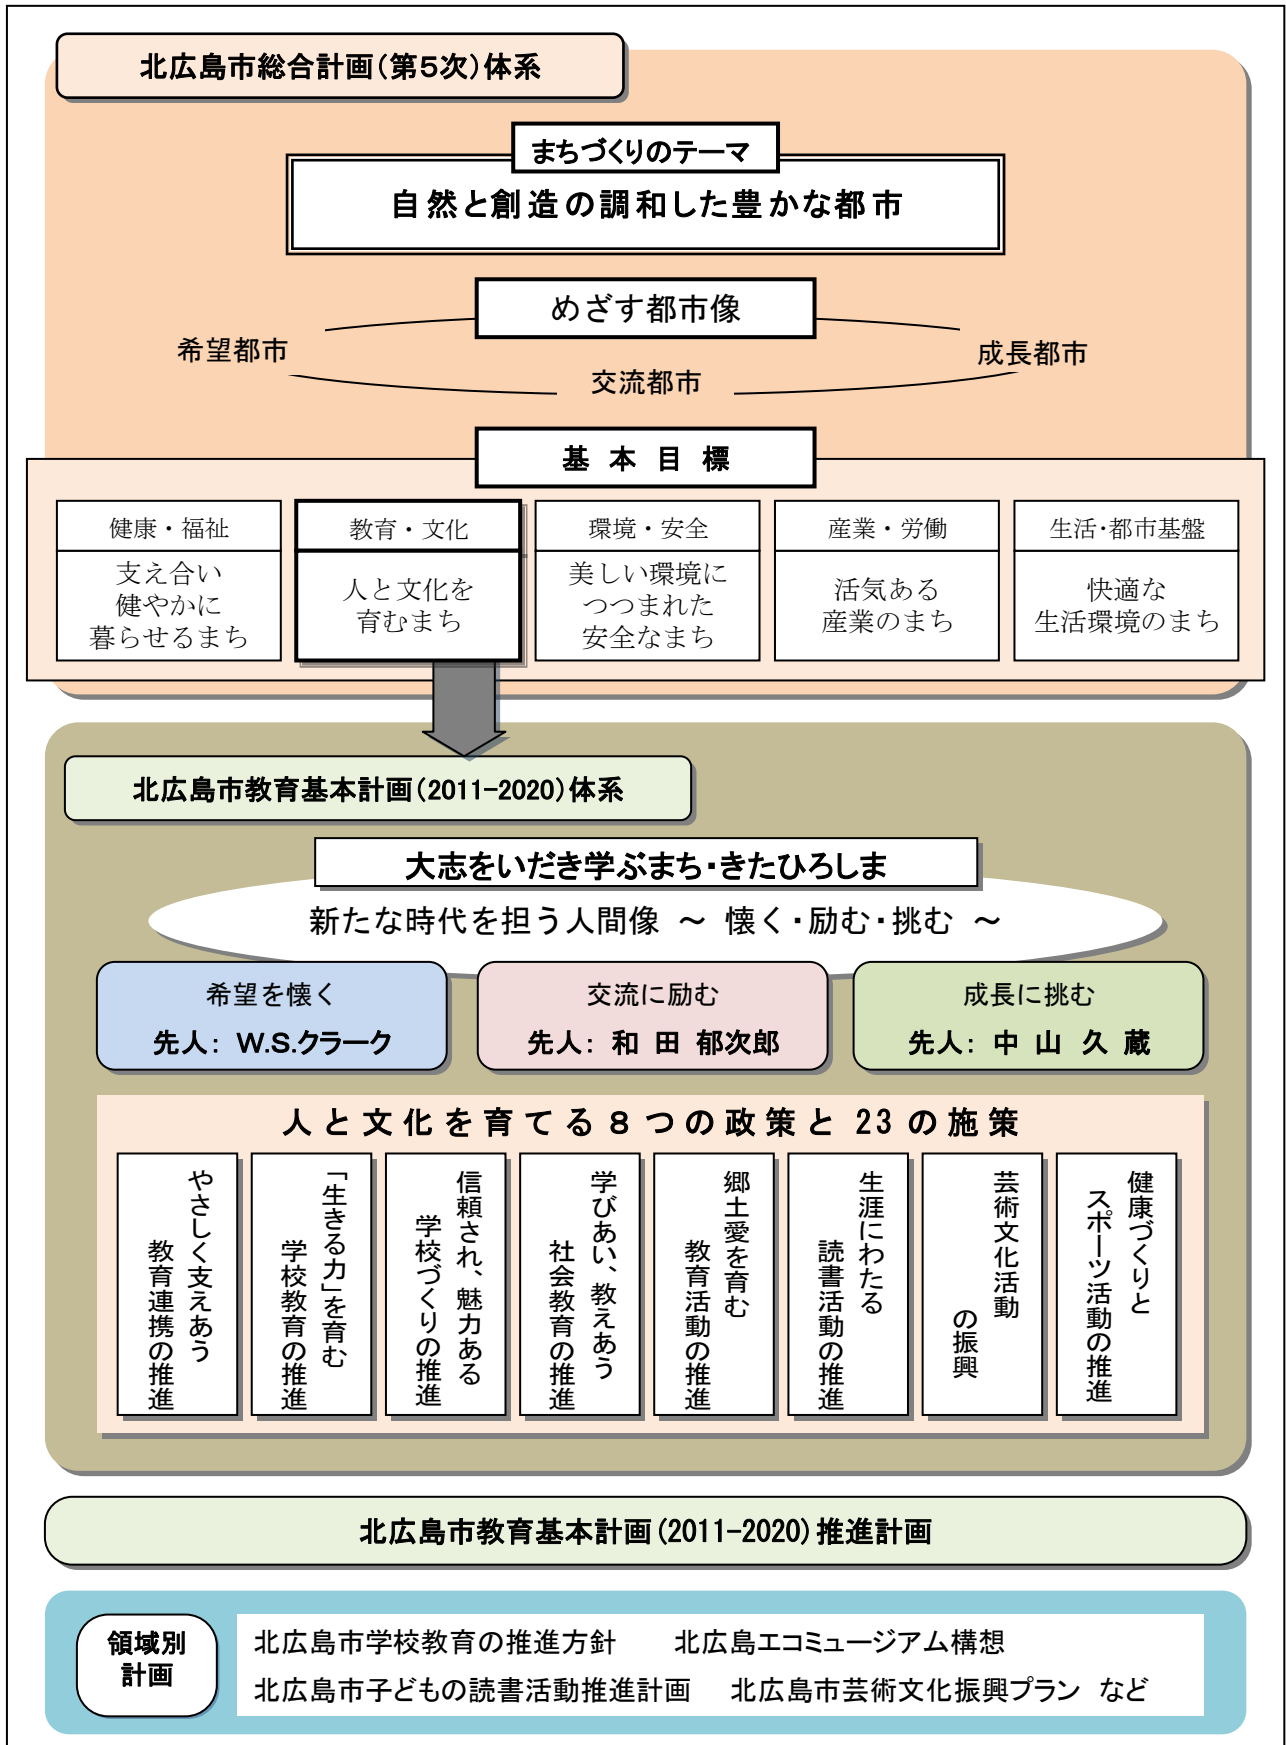 北広島市総合計画(第5次)体系
まちづくりのテーマ
自然と創造の調和した豊かな都市
めざす都市像
希望都市
交流都市
成長都市
基本目標
健康・福祉
支え合い
健やかに
暮らせるまち
教育・文化
人と文化を
育むまち
環境・安全
美しい環境に
つつまれた
安全なまち
産業・労働
活気ある
産業のまち
生活・都市基盤
快適な
生活環境のまち
北広島市教育基本計画(2011-2020)体系
大志をいだき学ぶまち・きたひろしま
新たな時代を担う人間像 ～ 懐く・励む・挑む ～
希望を懐く
先人: W.S.クラーク
交流に励む
先人: 和田 郁次郎
成長に挑む
先人: 中山久蔵
人と文化を育てる8つの政策と23の施策
やさしく支えあう
教育連携の推進
「生きる力」を育む
学校教育の推進
信頼され、魅力ある
学校づくりの推進
学びあい、教えあう
社会教育の推進
郷土愛を育む
教育活動の推進
生涯にわたる
読書活動の推進
芸術文化活動
の振興
健康づくりと
スポーツ活動の推進
北広島市教育基本計画(2011-2020)推進計画
領域別
計画
北広島市学校教育の推進方針 北広島エコミュージアム構想
北広島市子どもの読書活動推進計画 北広島市芸術文化振興プラン など